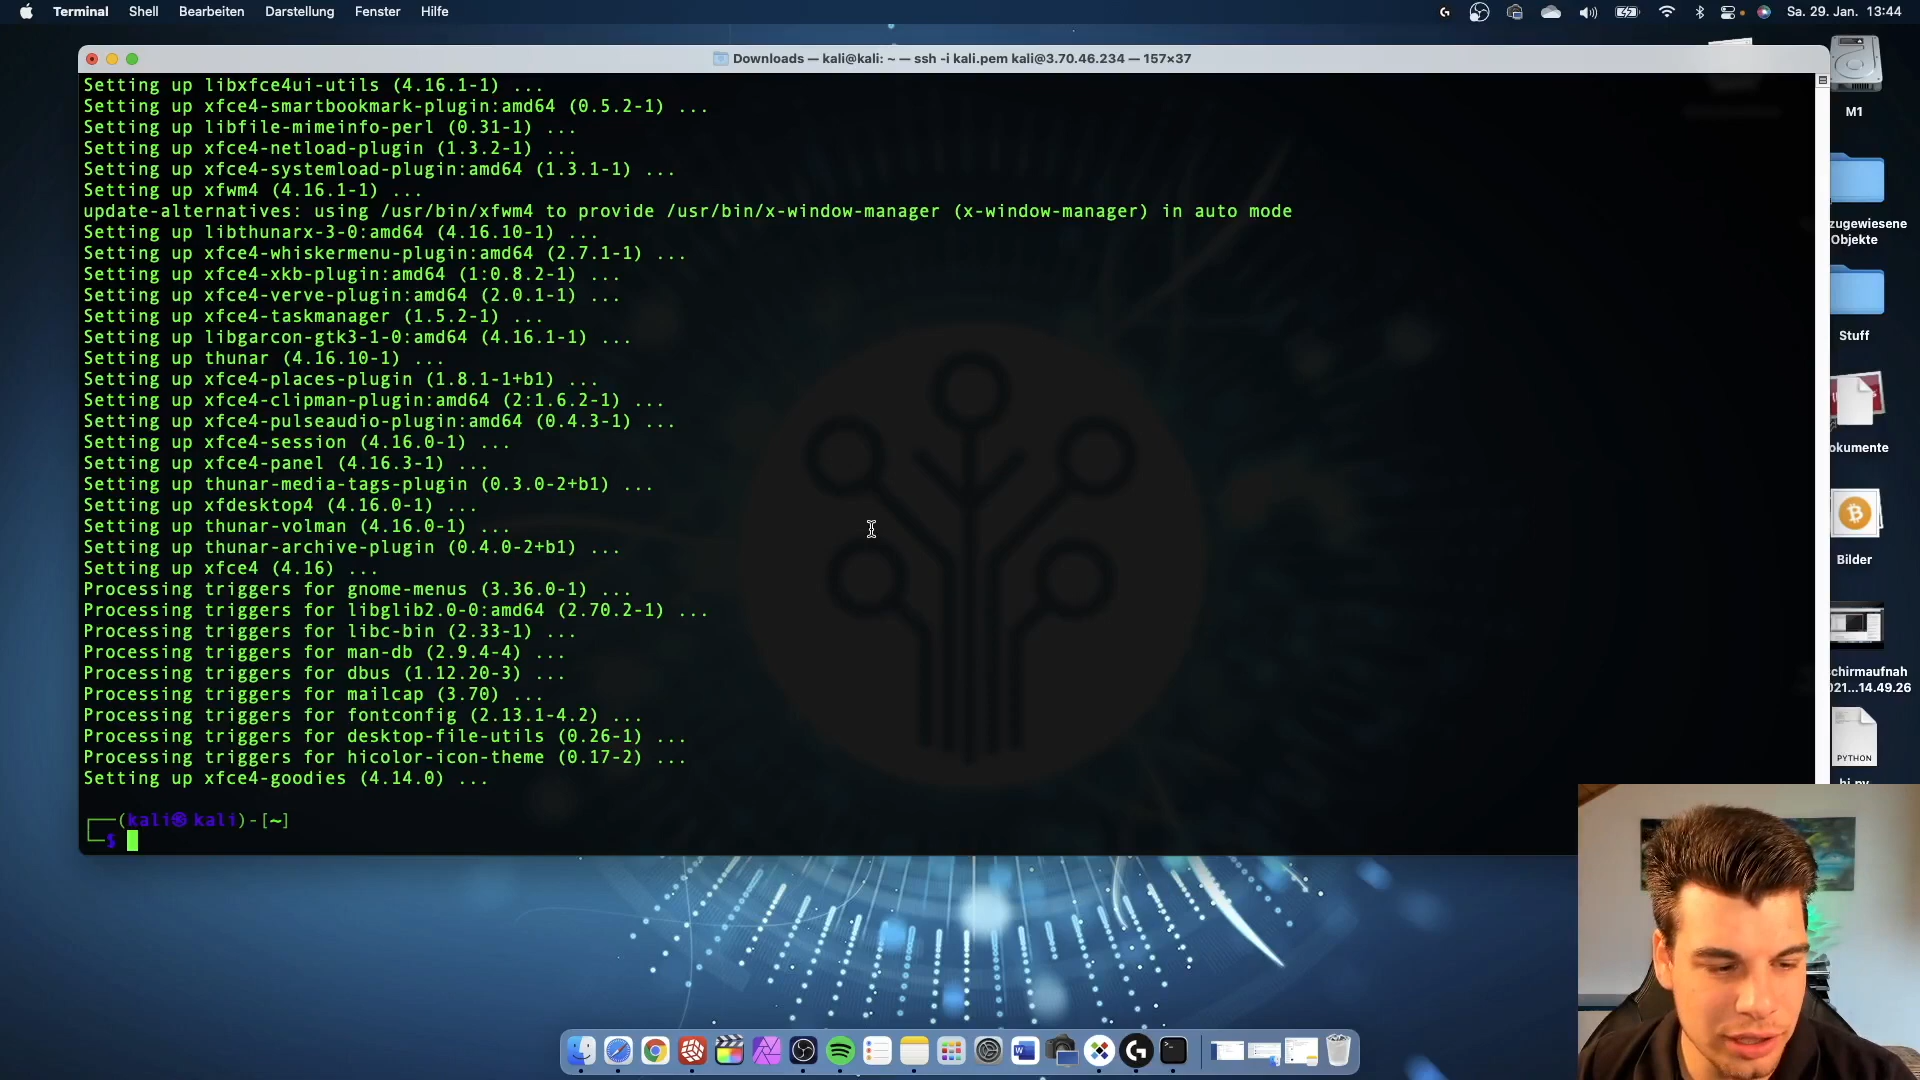 Terminal Shell Bearbeiten Darstellung Fenster Hilfe
Sa. 29. Jan. 13:44
Downloads — kali@kali: ~ — ssh -i kali.pem kali@3.70.46.234 — 157×37
Setting up libxfce4ui-utils (4.16.1-1) ...
Setting up xfce4-smartbookmark-plugin:amd64 (0.5.2-1) ...
Setting up libfile-mimeinfo-perl (0.31-1) ...
Setting up xfce4-netload-plugin (1.3.2-1) ...
Setting up xfce4-systemload-plugin:amd64 (1.3.1-1) ...
Setting up xfwm4 (4.16.1-1) ...
update-alternatives: using /usr/bin/xfwm4 to provide /usr/bin/x-window-manager (x-window-manager) in auto mode
Setting up libthunarx-3-0:amd64 (4.16.10-1) ...
Setting up xfce4-whiskermenu-plugin:amd64 (2.7.1-1) ...
Setting up xfce4-xkb-plugin:amd64 (1:0.8.2-1) ...
Setting up xfce4-verve-plugin:amd64 (2.0.1-1) ...
Setting up xfce4-taskmanager (1.5.2-1) ...
Setting up libgarcon-gtk3-1-0:amd64 (4.16.1-1) ...
Setting up thunar (4.16.10-1) ...
Setting up xfce4-places-plugin (1.8.1-1+b1) ...
Setting up xfce4-clipman-plugin:amd64 (2:1.6.2-1) ...
Setting up xfce4-pulseaudio-plugin:amd64 (0.4.3-1) ...
Setting up xfce4-session (4.16.0-1) ...
Setting up xfce4-panel (4.16.3-1) ...
Setting up thunar-media-tags-plugin (0.3.0-2+b1) ...
Setting up xfdesktop4 (4.16.0-1) ...
Setting up thunar-volman (4.16.0-1) ...
Setting up thunar-archive-plugin (0.4.0-2+b1) ...
Setting up xfce4 (4.16) ...
Processing triggers for gnome-menus (3.36.0-1) ...
Processing triggers for libglib2.0-0:amd64 (2.70.2-1) ...
Processing triggers for libc-bin (2.33-1) ...
Processing triggers for man-db (2.9.4-4) ...
Processing triggers for dbus (1.12.20-3) ...
Processing triggers for mailcap (3.70) ...
Processing triggers for fontconfig (2.13.1-4.2) ...
Processing triggers for desktop-file-utils (0.26-1) ...
Processing triggers for hicolor-icon-theme (0.17-2) ...
Setting up xfce4-goodies (4.14.0) ...
┌──(kali㉿kali)-[~]
└─$
M1
zugewiesene
Objekte
Stuff
okumente
Bilder
chirmaufnah
021...14.49.26
PYTHON